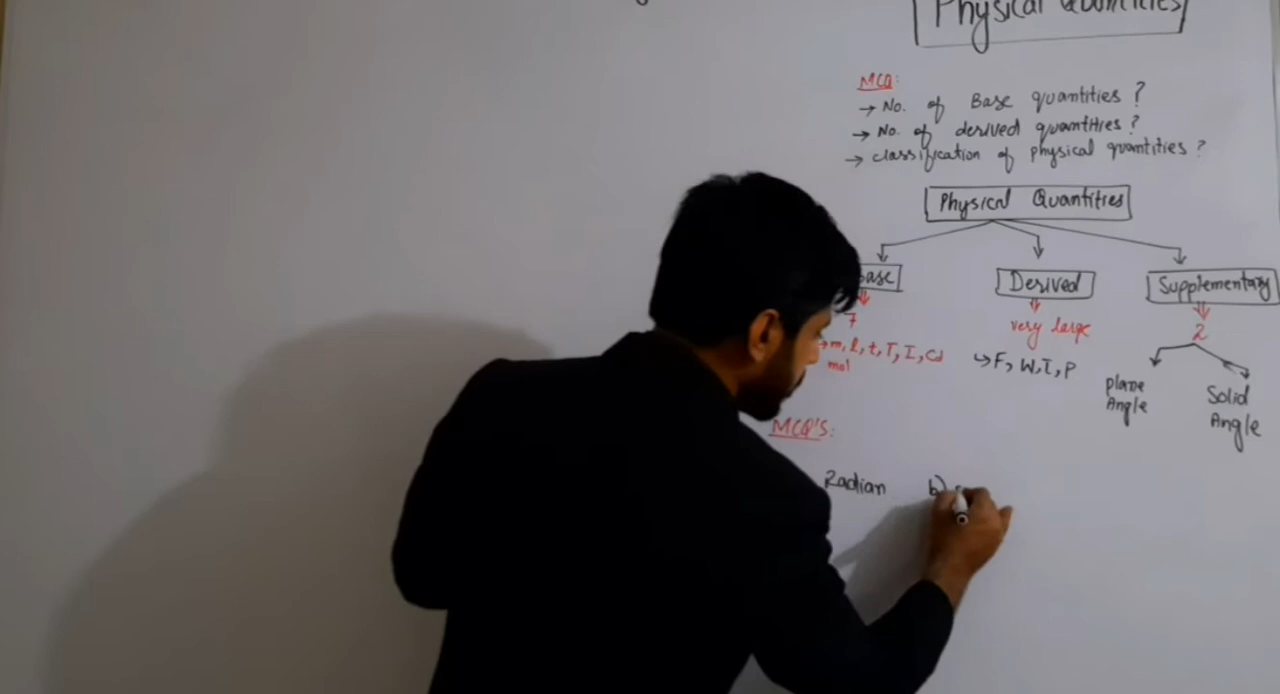 Physical Quantities
MCQ:
→ No. of Base quantities?
→ No. of derived quantities?
→ classification of physical quantities?
Physical Quantities
Base Derived Supplementary
7 very large 2
→m, l, t, T, I, Cd
mol
↳F, W, τ, P
Plane
Angle
Solid
Angle
MCQ'S:
Radian b)